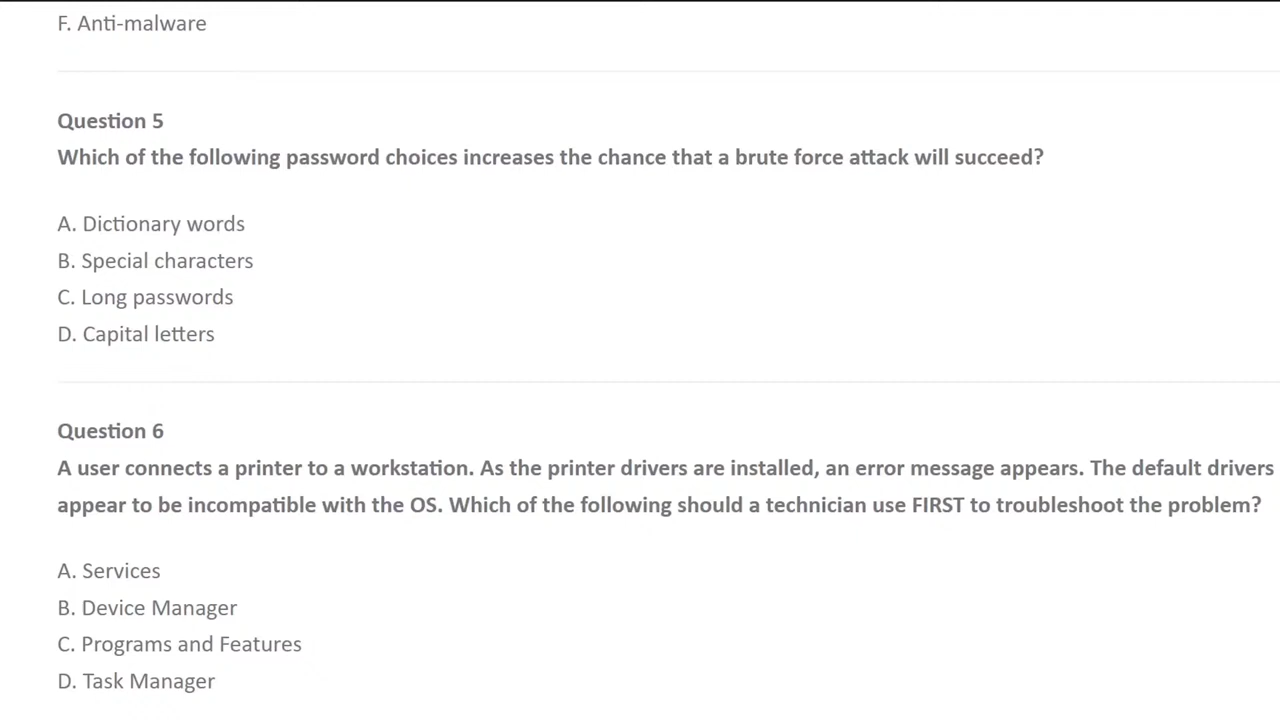 F. Anti-malware
Question 5
Which of the following password choices increases the chance that a brute force attack will succeed?
A. Dictionary words
B. Special characters
C. Long passwords
D. Capital letters
Question 6
A user connects a printer to a workstation. As the printer drivers are installed, an error message appears. The default drivers
appear to be incompatible with the OS. Which of the following should a technician use FIRST to troubleshoot the problem?
A. Services
B. Device Manager
C. Programs and Features
D. Task Manager